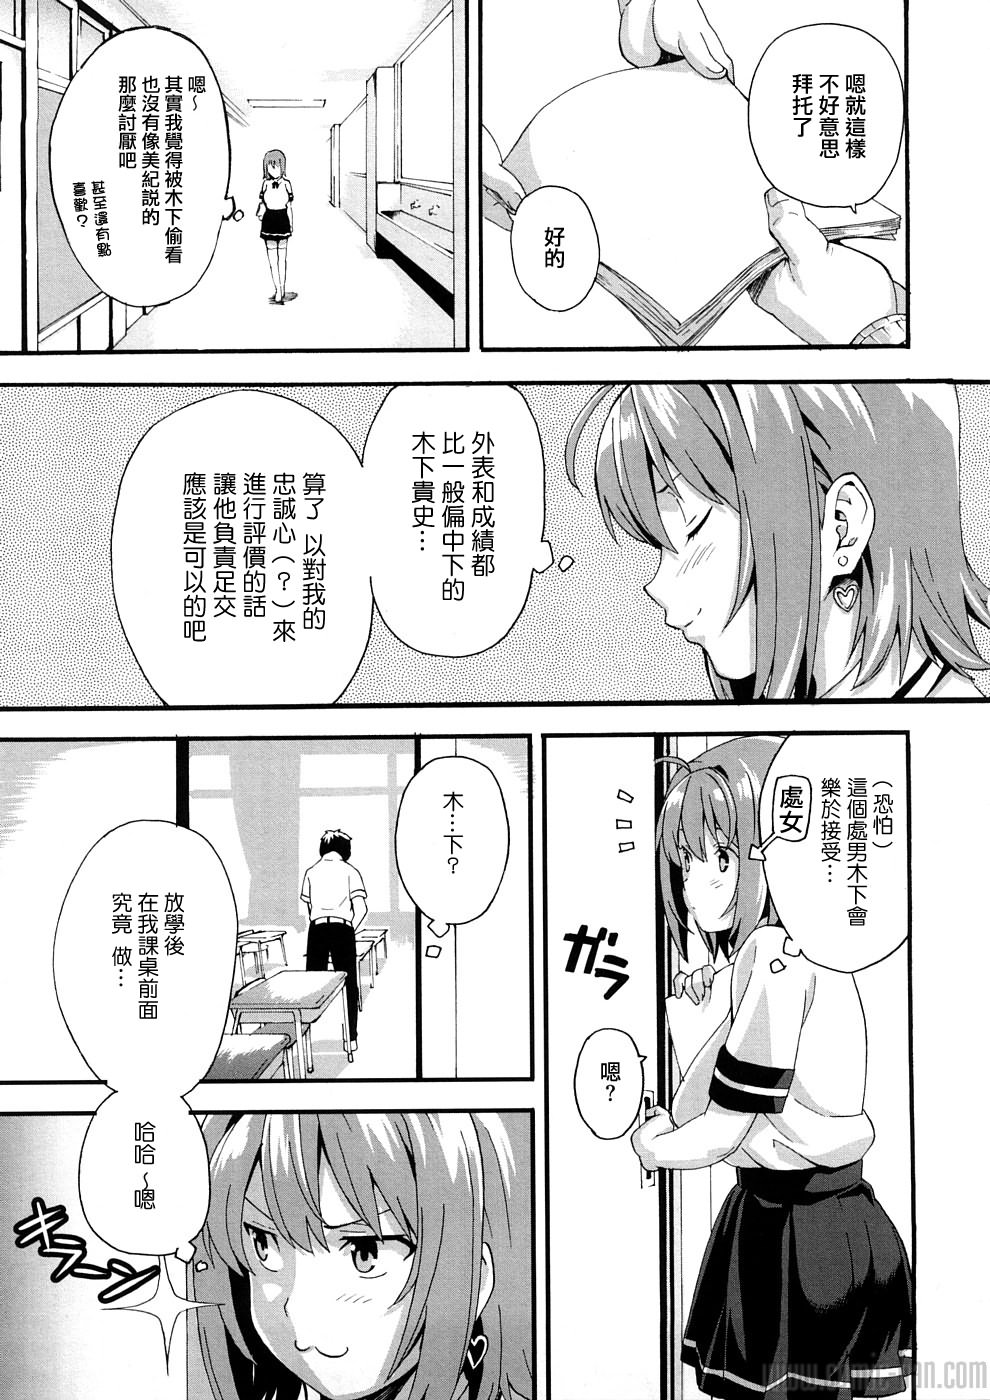 嗯就這樣
不好意思
拜托了
好的
嗯~
其實我覺得被木下偷看
也沒有像美紀說的
那麼討厭吧
甚至還有點
喜歡?
外表和成績都
比一般偏中下的
木下貴史…
算了 以對我的
忠誠心(?)來
進行評價的話
讓他負責足交
應該是可以的吧
(恐怕)
這個處男木下會
樂於接受…
處女
ガラ
嗯?
木…下?
放學後
在我課桌前面
究竟 做…
哈哈~嗯
キラーン